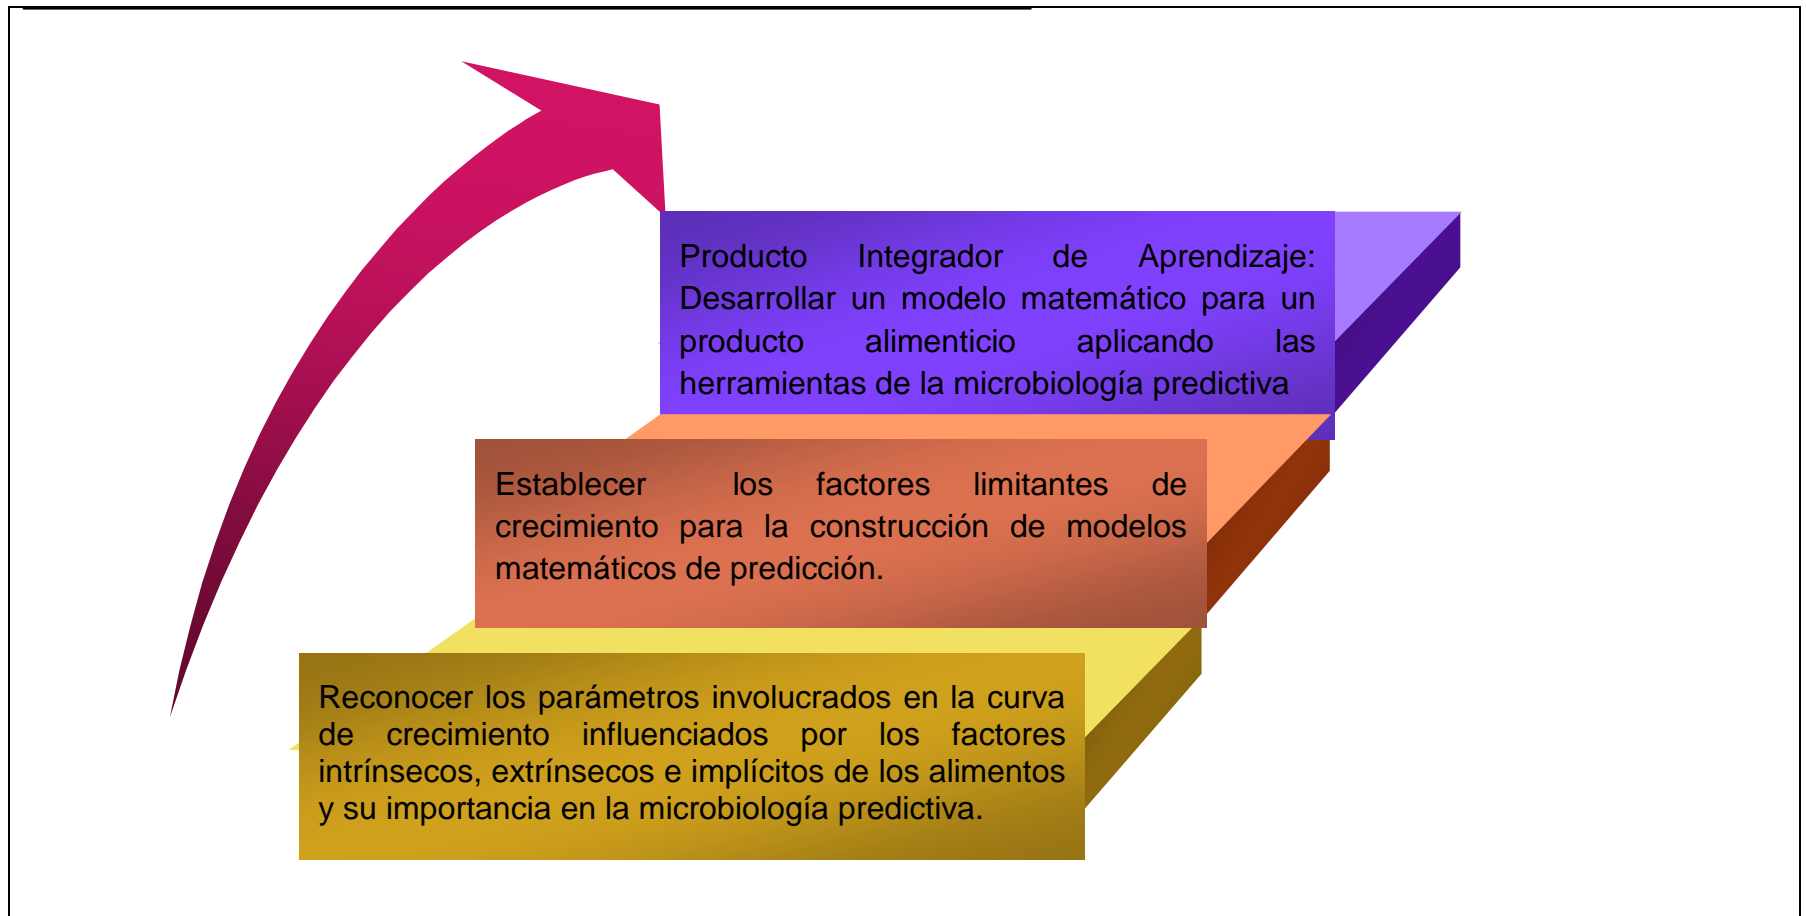 Producto Integrador de Aprendizaje:
Desarrollar un modelo matemático para un
producto alimenticio aplicando las
herramientas de la microbiología predictiva
Establecer los factores limitantes de
crecimiento para la construcción de modelos
matemáticos de predicción.
Reconocer los parámetros involucrados en la curva
de crecimiento influenciados por los factores
intrínsecos, extrínsecos e implícitos de los alimentos
y su importancia en la microbiología predictiva.